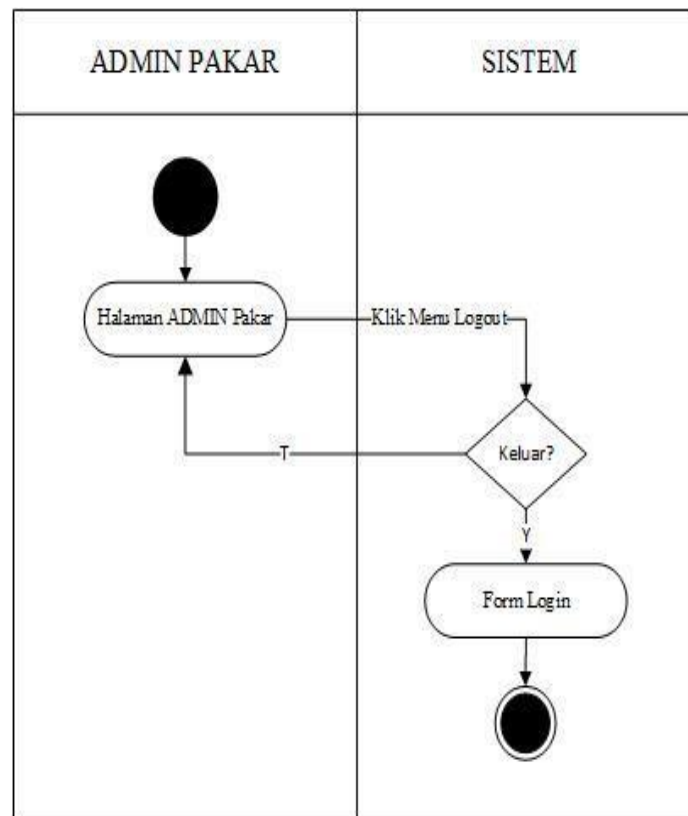 ADMIN PAKAR
SISTEM
Halaman ADMIN Pakar
Klik Menu Logout
Keluar?
T
Y
Form Login